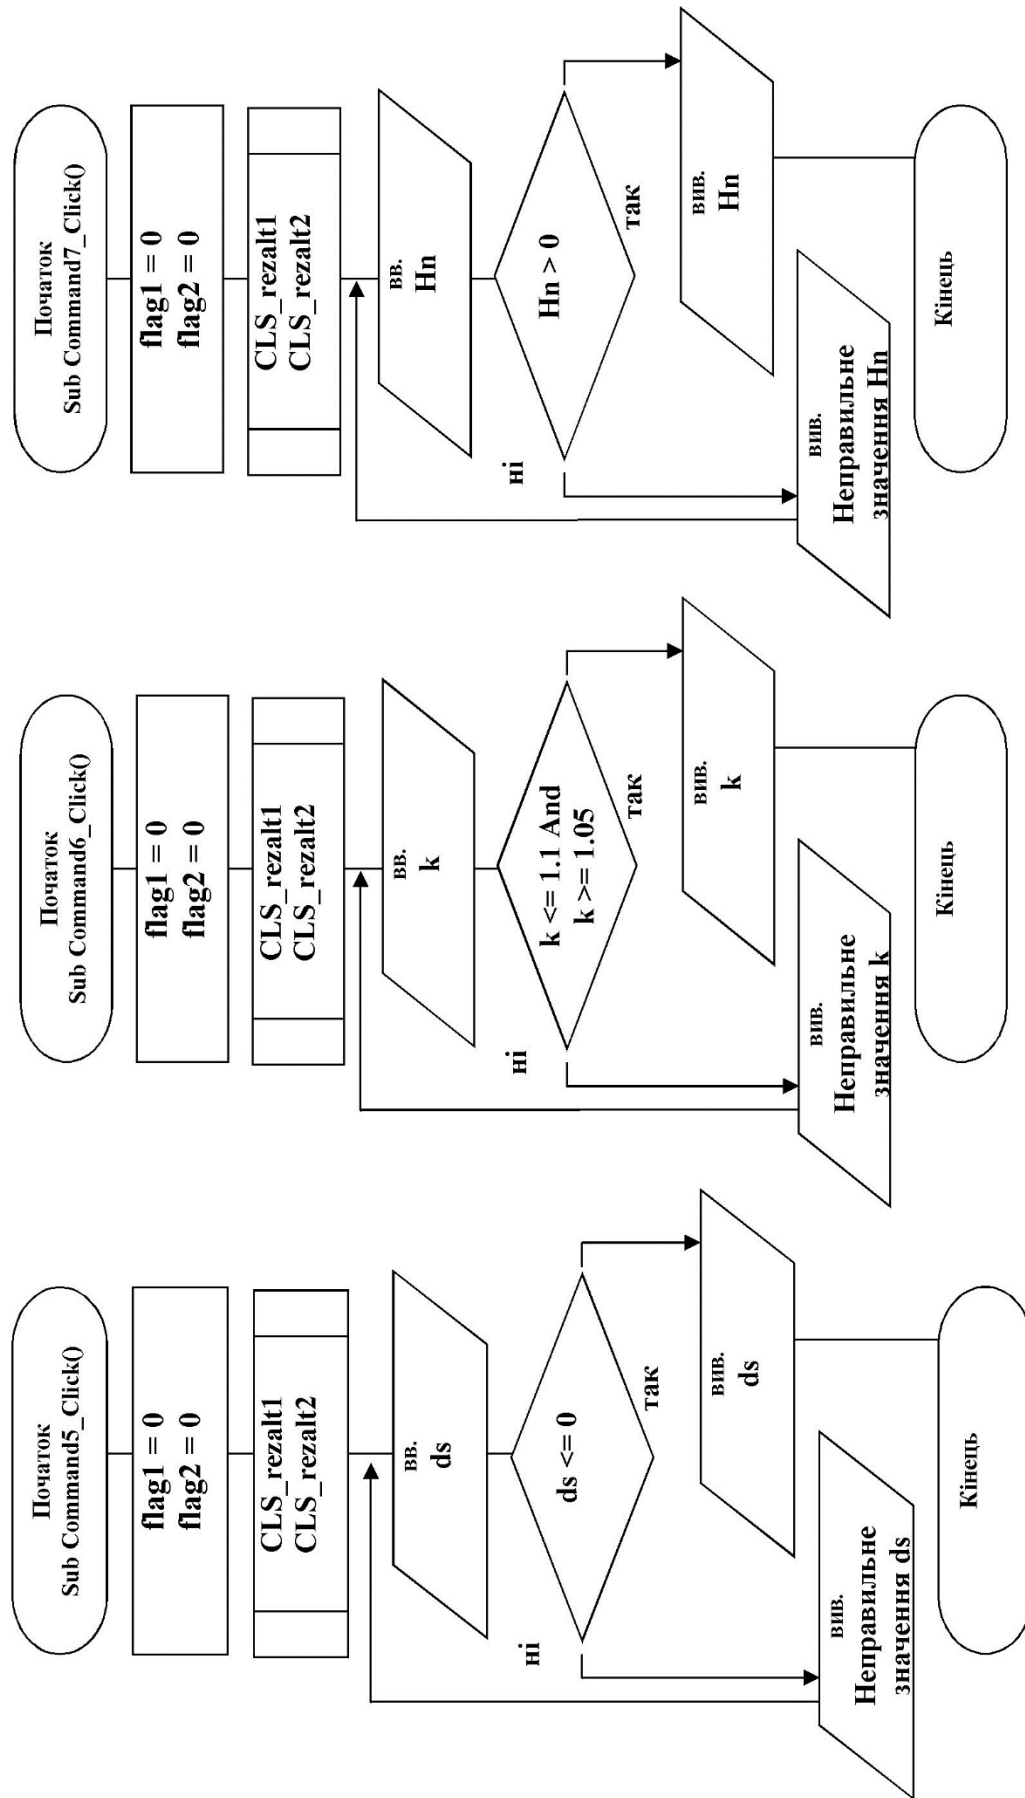 Початок
Sub Command5_Click()
flag1 = 0
flag2 = 0
CLS_rezalt1
CLS_rezalt2
вв.
ds
ds <= 0
ні
так
вив.
ds
вив.
Неправильне
значення ds
Кінець
Початок
Sub Command6_Click()
flag1 = 0
flag2 = 0
CLS_rezalt1
CLS_rezalt2
вв.
k
k <= 1.1 And
k >= 1.05
ні
так
вив.
k
вив.
Неправильне
значення k
Кінець
Початок
Sub Command7_Click()
flag1 = 0
flag2 = 0
CLS_rezalt1
CLS_rezalt2
вв.
Hn
Hn > 0
ні
так
вив.
Hn
вив.
Неправильне
значення Hn
Кінець